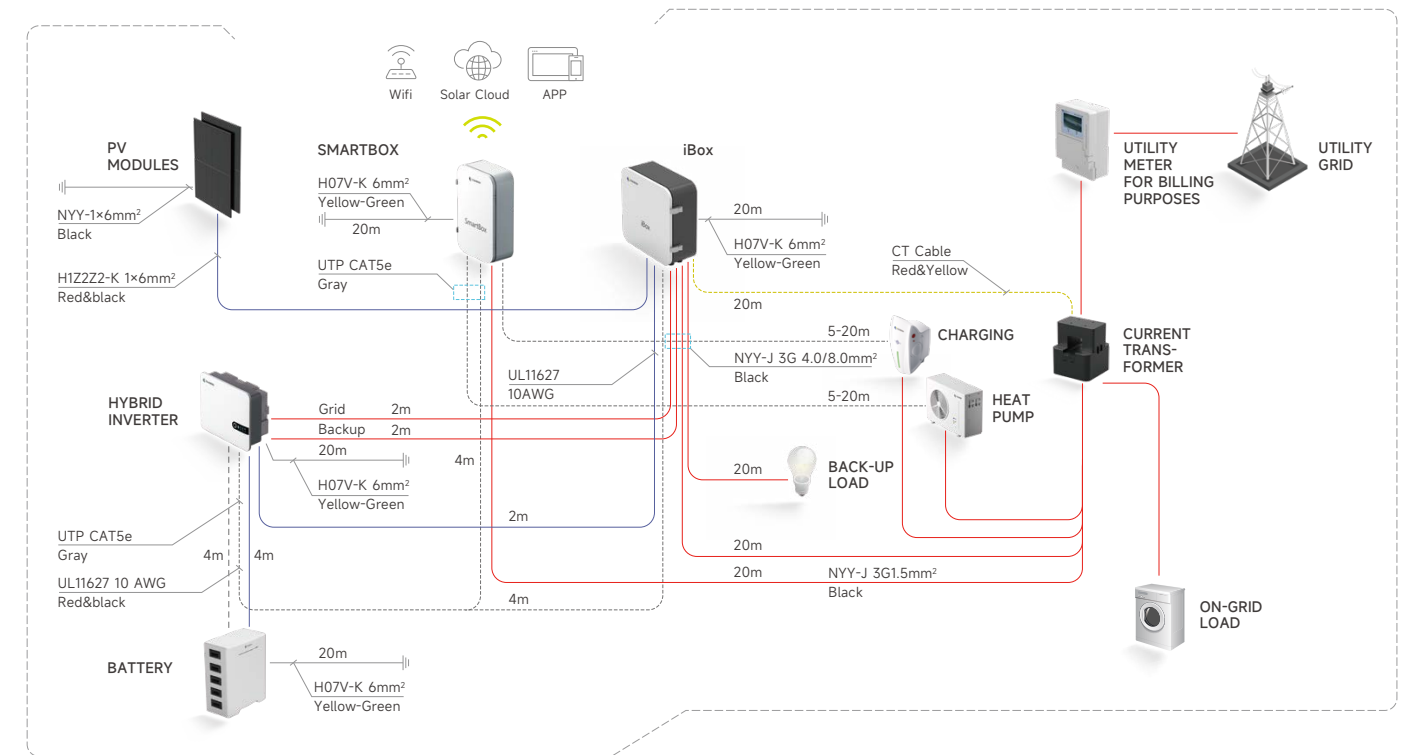 Wifi
Solar Cloud
APP
PV
MODULES
NYY-1×6mm²
Black
H1Z2Z2-K 1×6mm²
Red&black
SMARTBOX
H07V-K 6mm²
Yellow-Green
20m
UTP CAT5e
Gray
SmartBox
iBox
iBox
20m
H07V-K 6mm²
Yellow-Green
UTILITY
METER
FOR BILLING
PURPOSES
UTILITY
GRID
CT Cable
Red&Yellow
20m
5-20m
CHARGING
NYY-J 3G 4.0/8.0mm²
Black
CURRENT
TRANS-
FORMER
UL11627
10AWG
5-20m
HEAT
PUMP
HYBRID
INVERTER
Grid 2m
Backup 2m
20m
H07V-K 6mm²
Yellow-Green
4m
20m
BACK-UP
LOAD
2m
UTP CAT5e
Gray
4m
4m
UL11627 10 AWG
Red&black
20m
20m
NYY-J 3G1.5mm²
Black
4m
ON-GRID
LOAD
BATTERY
20m
H07V-K 6mm²
Yellow-Green